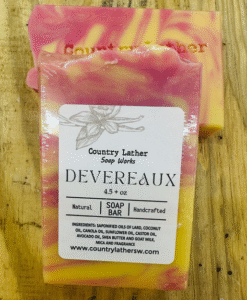 Country Lather
Country Lather
Soap Works
DEVEREAUX
4.5 + oz
Natural
SOAP
BAR
Handcrafted
INGREDIENTS: SAPONIFIED OILS OF LARD, COCONUT
OIL, CANOLA OIL, SUNFLOWER OIL, CASTOR OIL,
AVOCADO OIL, SHEA BUTTER AND GOAT MILK,
MICA AND FRAGRANCE
www.countrylathersw.com